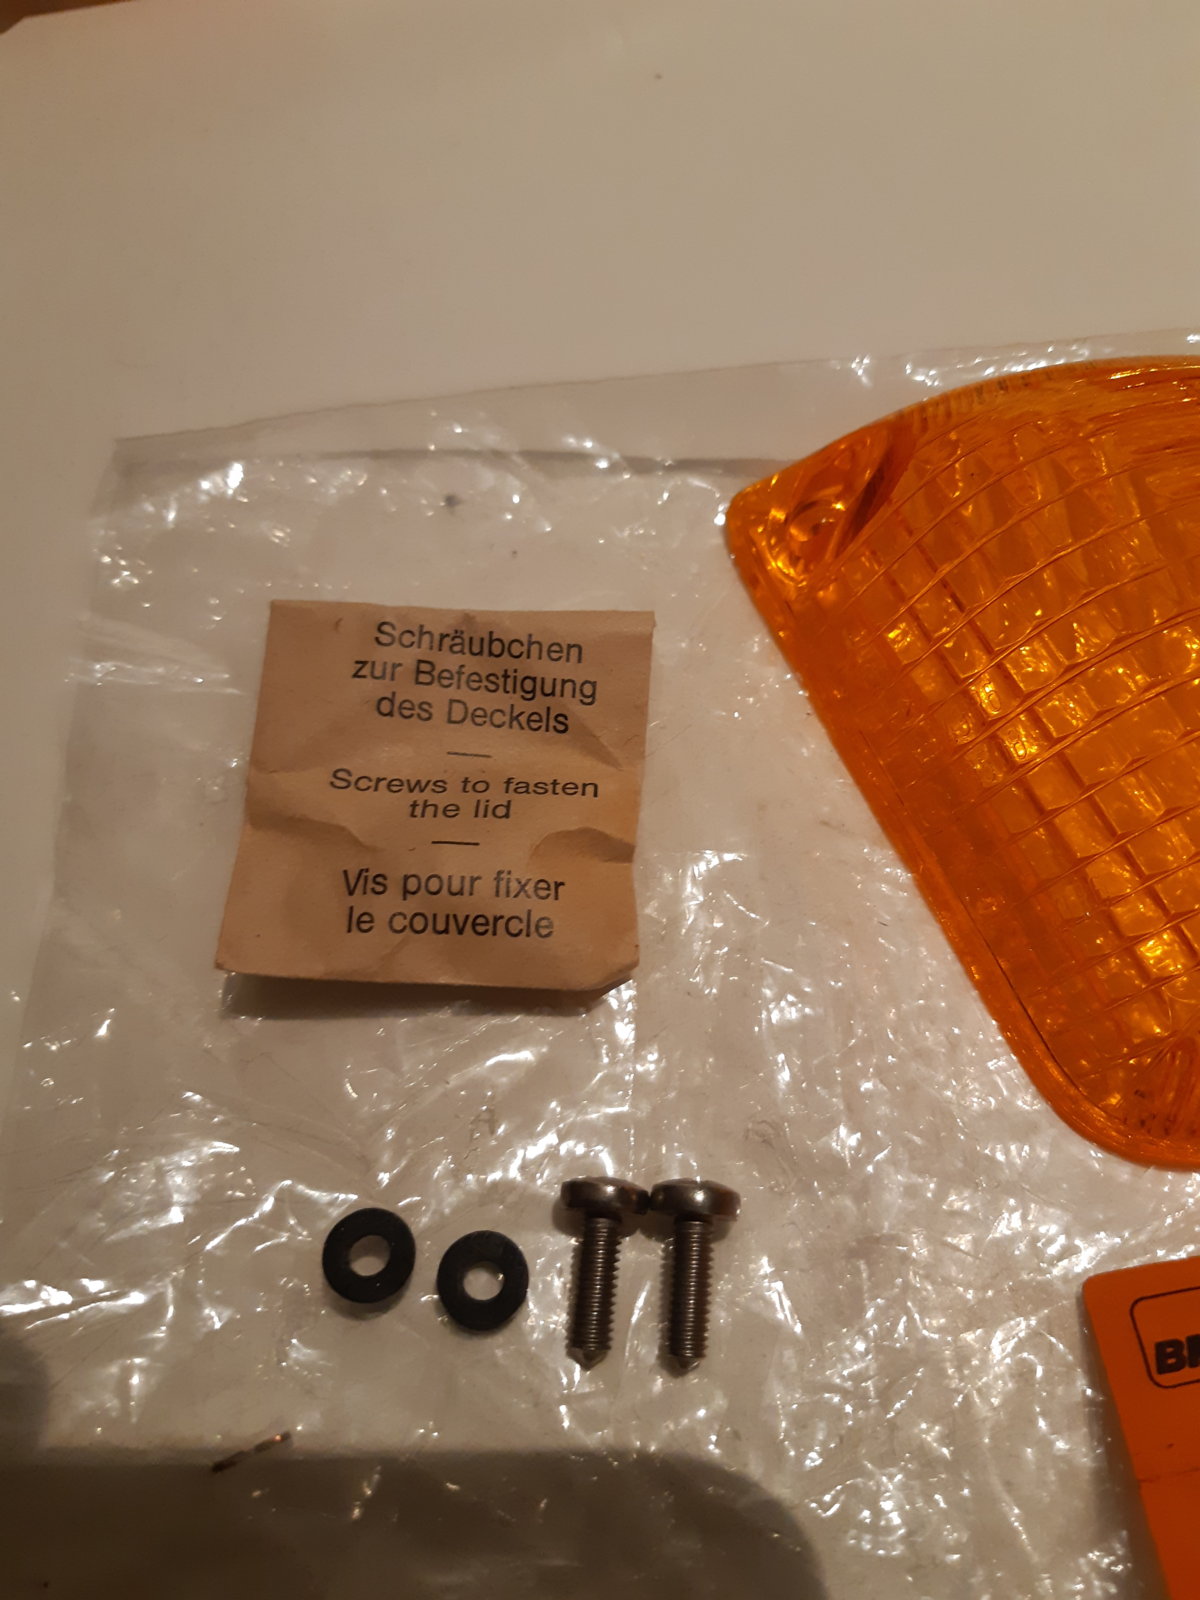 Schräubchen
zur Befestigung
des Deckels
Screws to fasten
the lid
Vis pour fixer
le couvercle